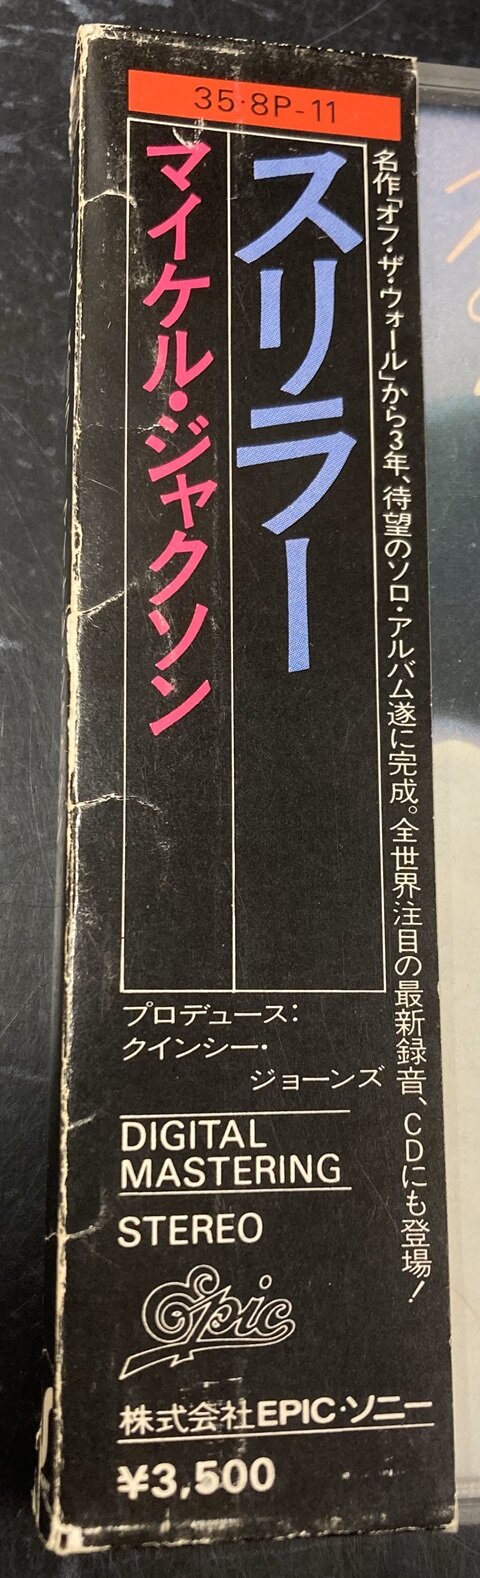 35・8P-11
名作「オフ・ザ・ウォール」から3年、待望のソロ・アルバム遂に完成。全世界注目の最新録音、CDにも登場!
スリラー
マイケル・ジャクソン
プロデュース:
クインシー・
ジョーンズ
DIGITAL
MASTERING
STEREO
Epic
株式会社EPIC・ソニー
¥3,500